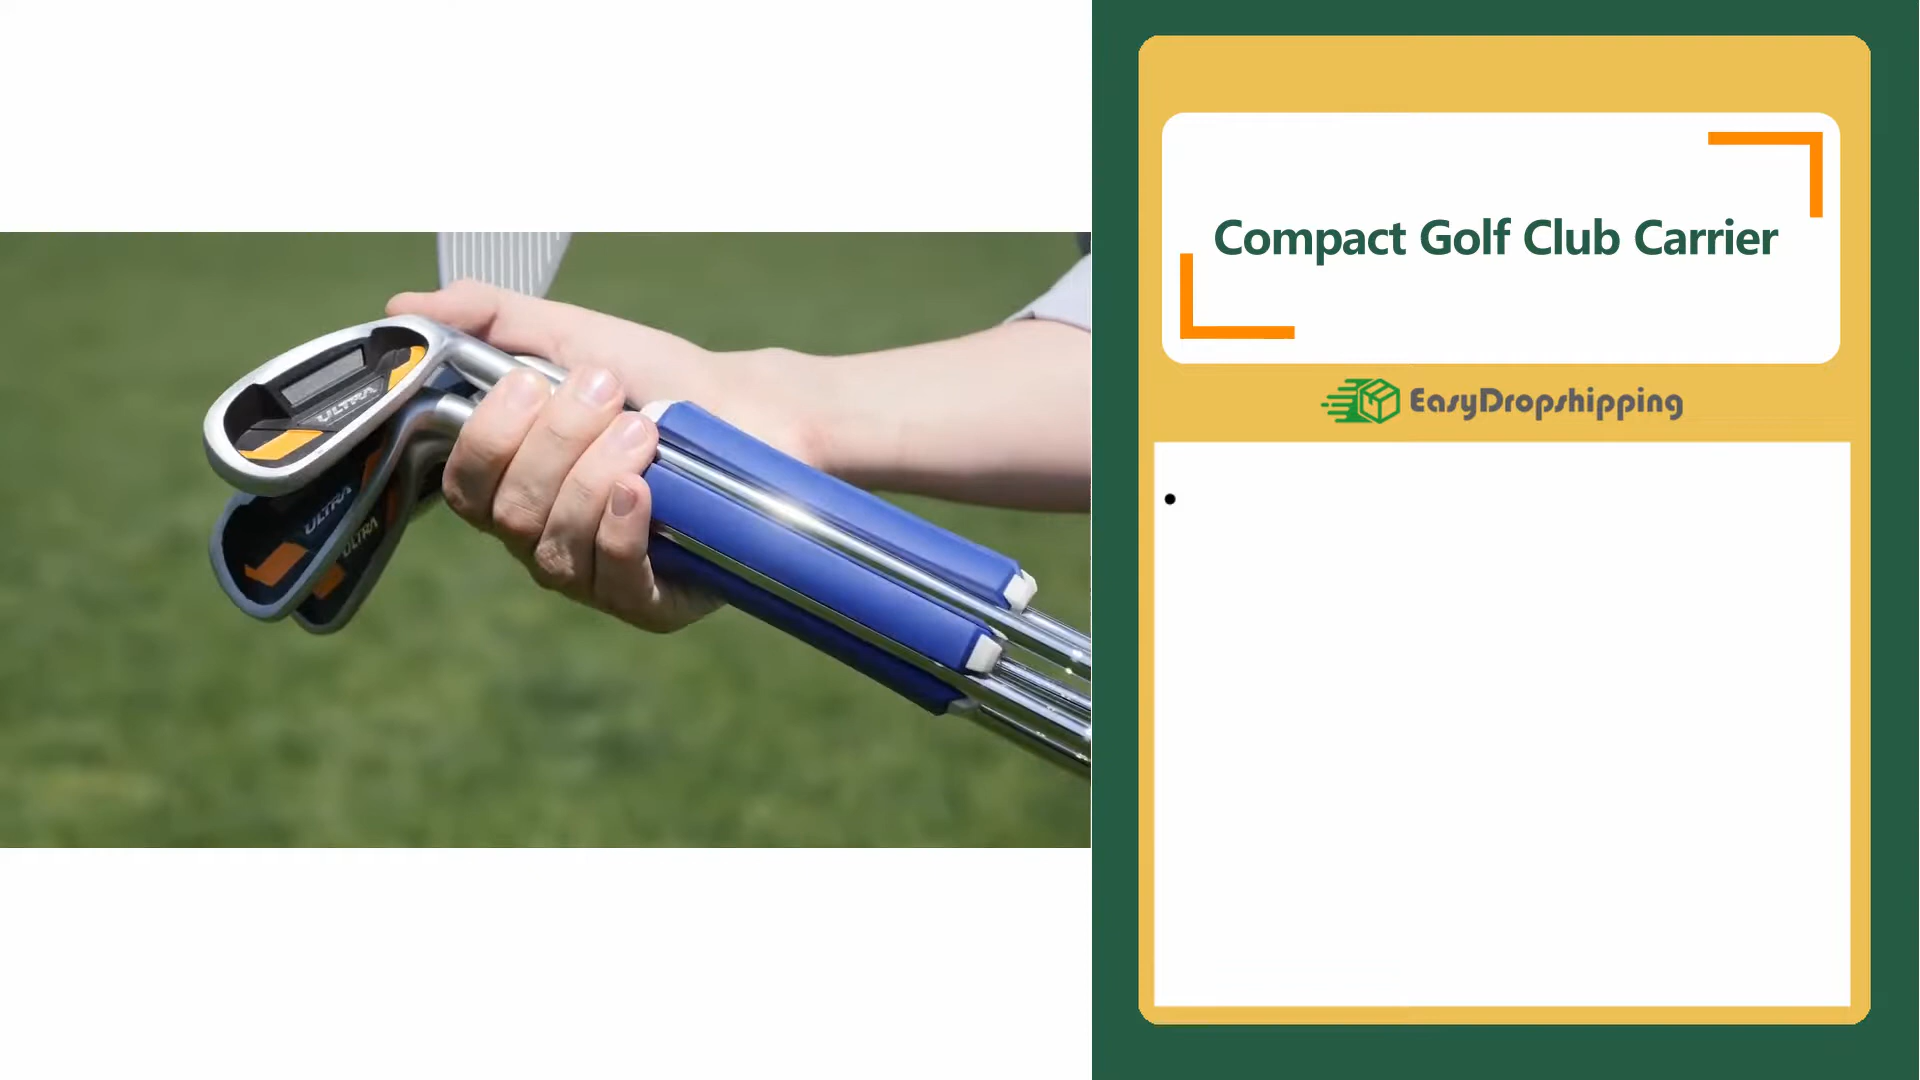 Compact Golf Club Carrier
EasyDropshipping
•
ULTRA
ULTRA
ULTRA